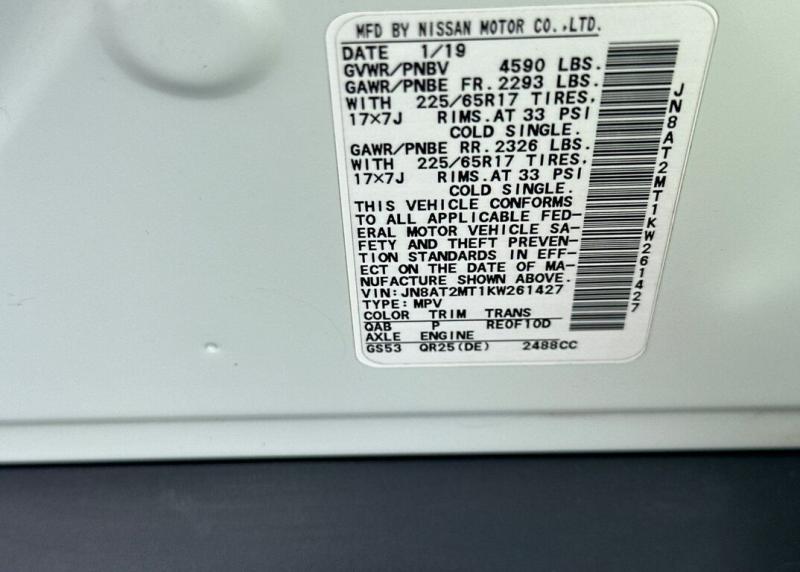 MFD BY NISSAN MOTOR CO.,LTD.
DATE 1/19
GVWR/PNBV 4590 LBS.
GAWR/PNBE FR. 2293 LBS.
WITH 225/65R17 TIRES,
17×7J RIMS.AT 33 PSI
COLD SINGLE.
GAWR/PNBE RR. 2326 LBS.
WITH 225/65R17 TIRES,
17×7J RIMS.AT 33 PSI
COLD SINGLE.
THIS VEHICLE CONFORMS
TO ALL APPLICABLE FED-
ERAL MOTOR VEHICLE SA-
FETY AND THEFT PREVEN-
TION STANDARDS IN EFF-
ECT ON THE DATE OF MA-
NUFACTURE SHOWN ABOVE.
VIN:JN8AT2MT1KW261427
TYPE:MPV
COLOR TRIM TRANS
QAB P RE0F10D
AXLE ENGINE
GS53 QR25(DE) 2488CC
JN8AT2MT1KW261427